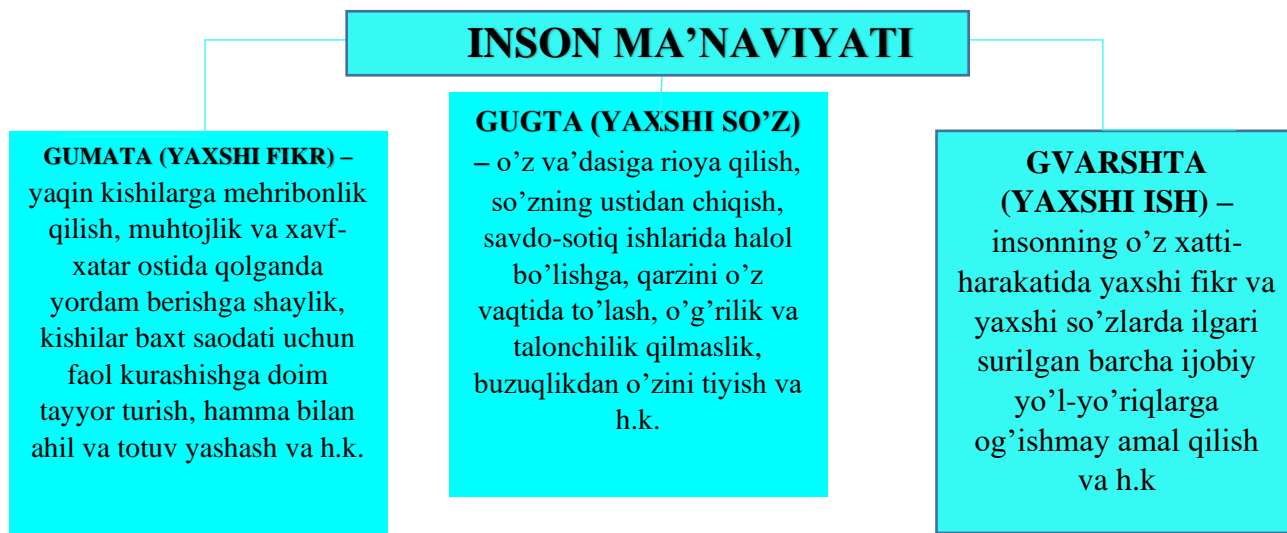 INSON MA’NAVIYATI
GUMATA (YAXSHI FIKR) –
yaqin kishilarga mehribonlik
qilish, muhtojlik va xavf-
xatar ostida qolganda
yordam berishga shaylik,
kishilar baxt saodati uchun
faol kurashishga doim
tayyor turish, hamma bilan
ahil va totuv yashash va h.k.
GUGTA (YAXSHI SO’Z)
– o’z va’dasiga rioya qilish,
so’zning ustidan chiqish,
savdo-sotiq ishlarida halol
bo’lishga, qarzini o’z
vaqtida to’lash, o’g’rilik va
talonchilik qilmaslik,
buzuqlikdan o’zini tiyish va
h.k.
GVARSHTA
(YAXSHI ISH) –
insonning o’z xatti-
harakatida yaxshi fikr va
yaxshi so’zlarda ilgari
surilgan barcha ijobiy
yo’l-yo’riqlarga
og’ishmay amal qilish
va h.k